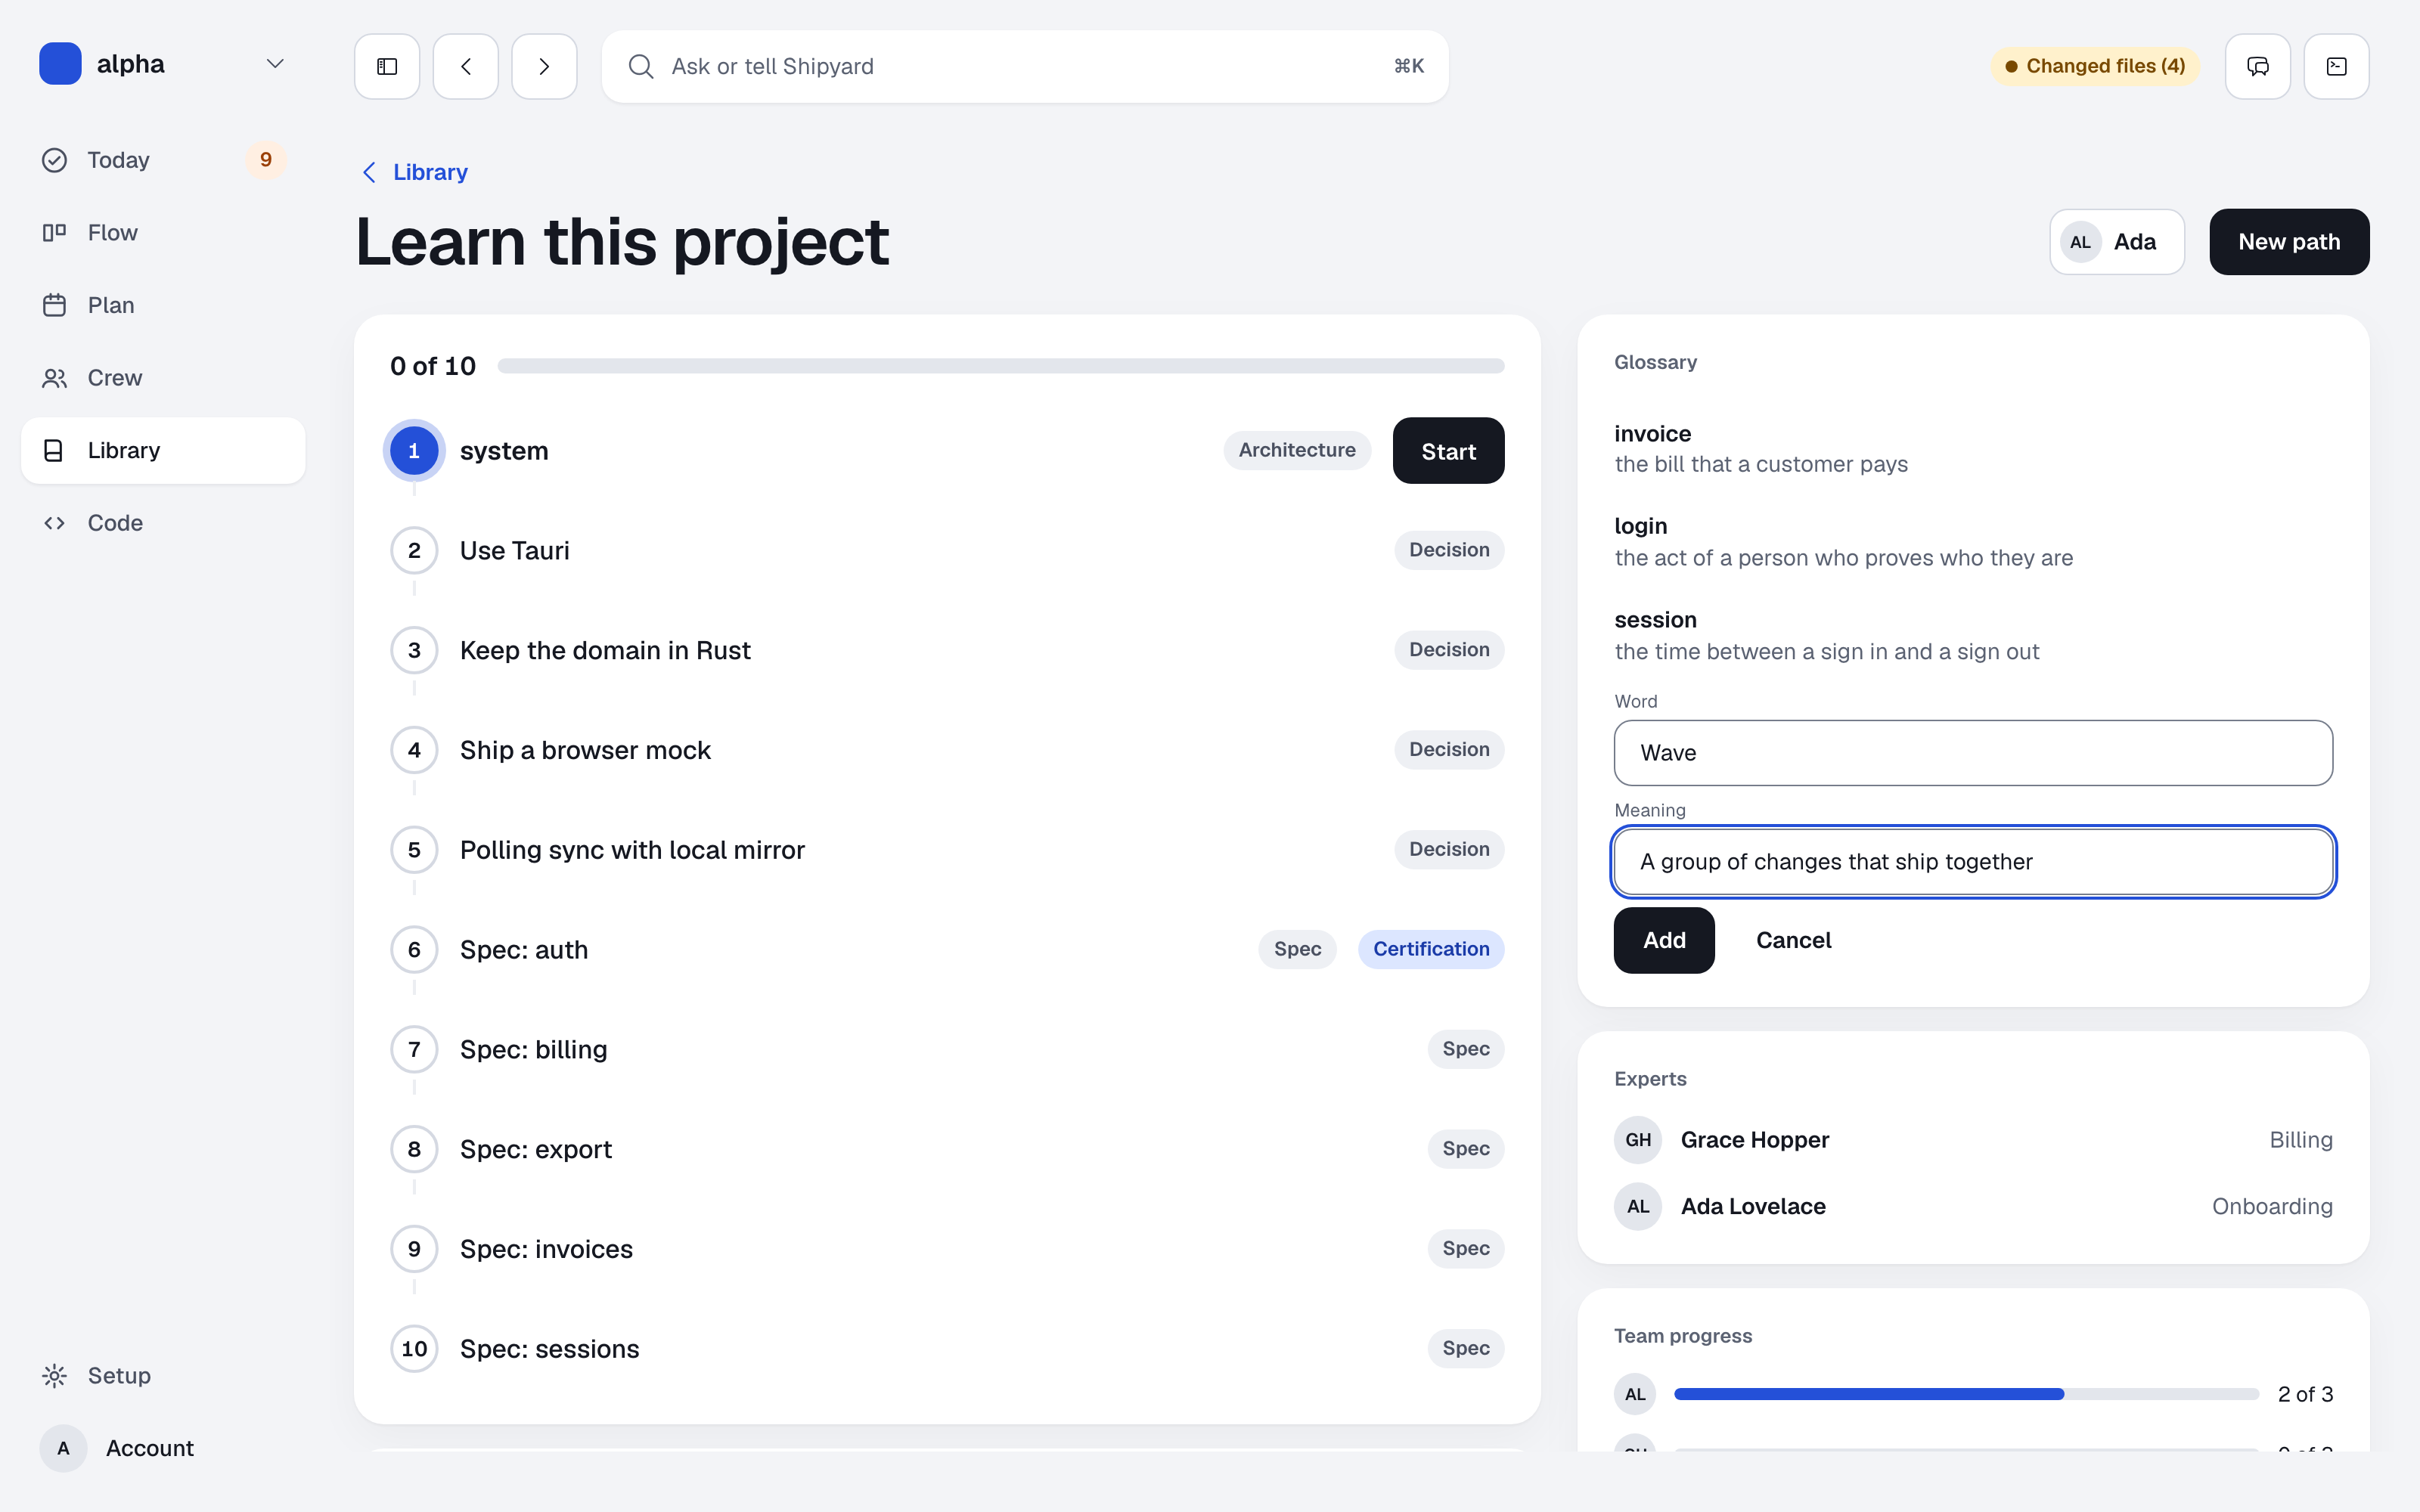 alpha
Today
9
Flow
Plan
Crew
Library
Code
Setup
A
Account
Ask or tell Shipyard
⌘K
Changed files (4)
Library
Learn this project
AL
Ada
New path
0 of 10
1
system
Architecture
Start
2
Use Tauri
Decision
3
Keep the domain in Rust
Decision
4
Ship a browser mock
Decision
5
Polling sync with local mirror
Decision
6
Spec: auth
Spec
Certification
7
Spec: billing
Spec
8
Spec: export
Spec
9
Spec: invoices
Spec
10
Spec: sessions
Spec
Glossary
invoice
the bill that a customer pays
login
the act of a person who proves who they are
session
the time between a sign in and a sign out
Word
Wave
Meaning
A group of changes that ship together
Add
Cancel
Experts
GH
Grace Hopper
Billing
AL
Ada Lovelace
Onboarding
Team progress
AL
2 of 3